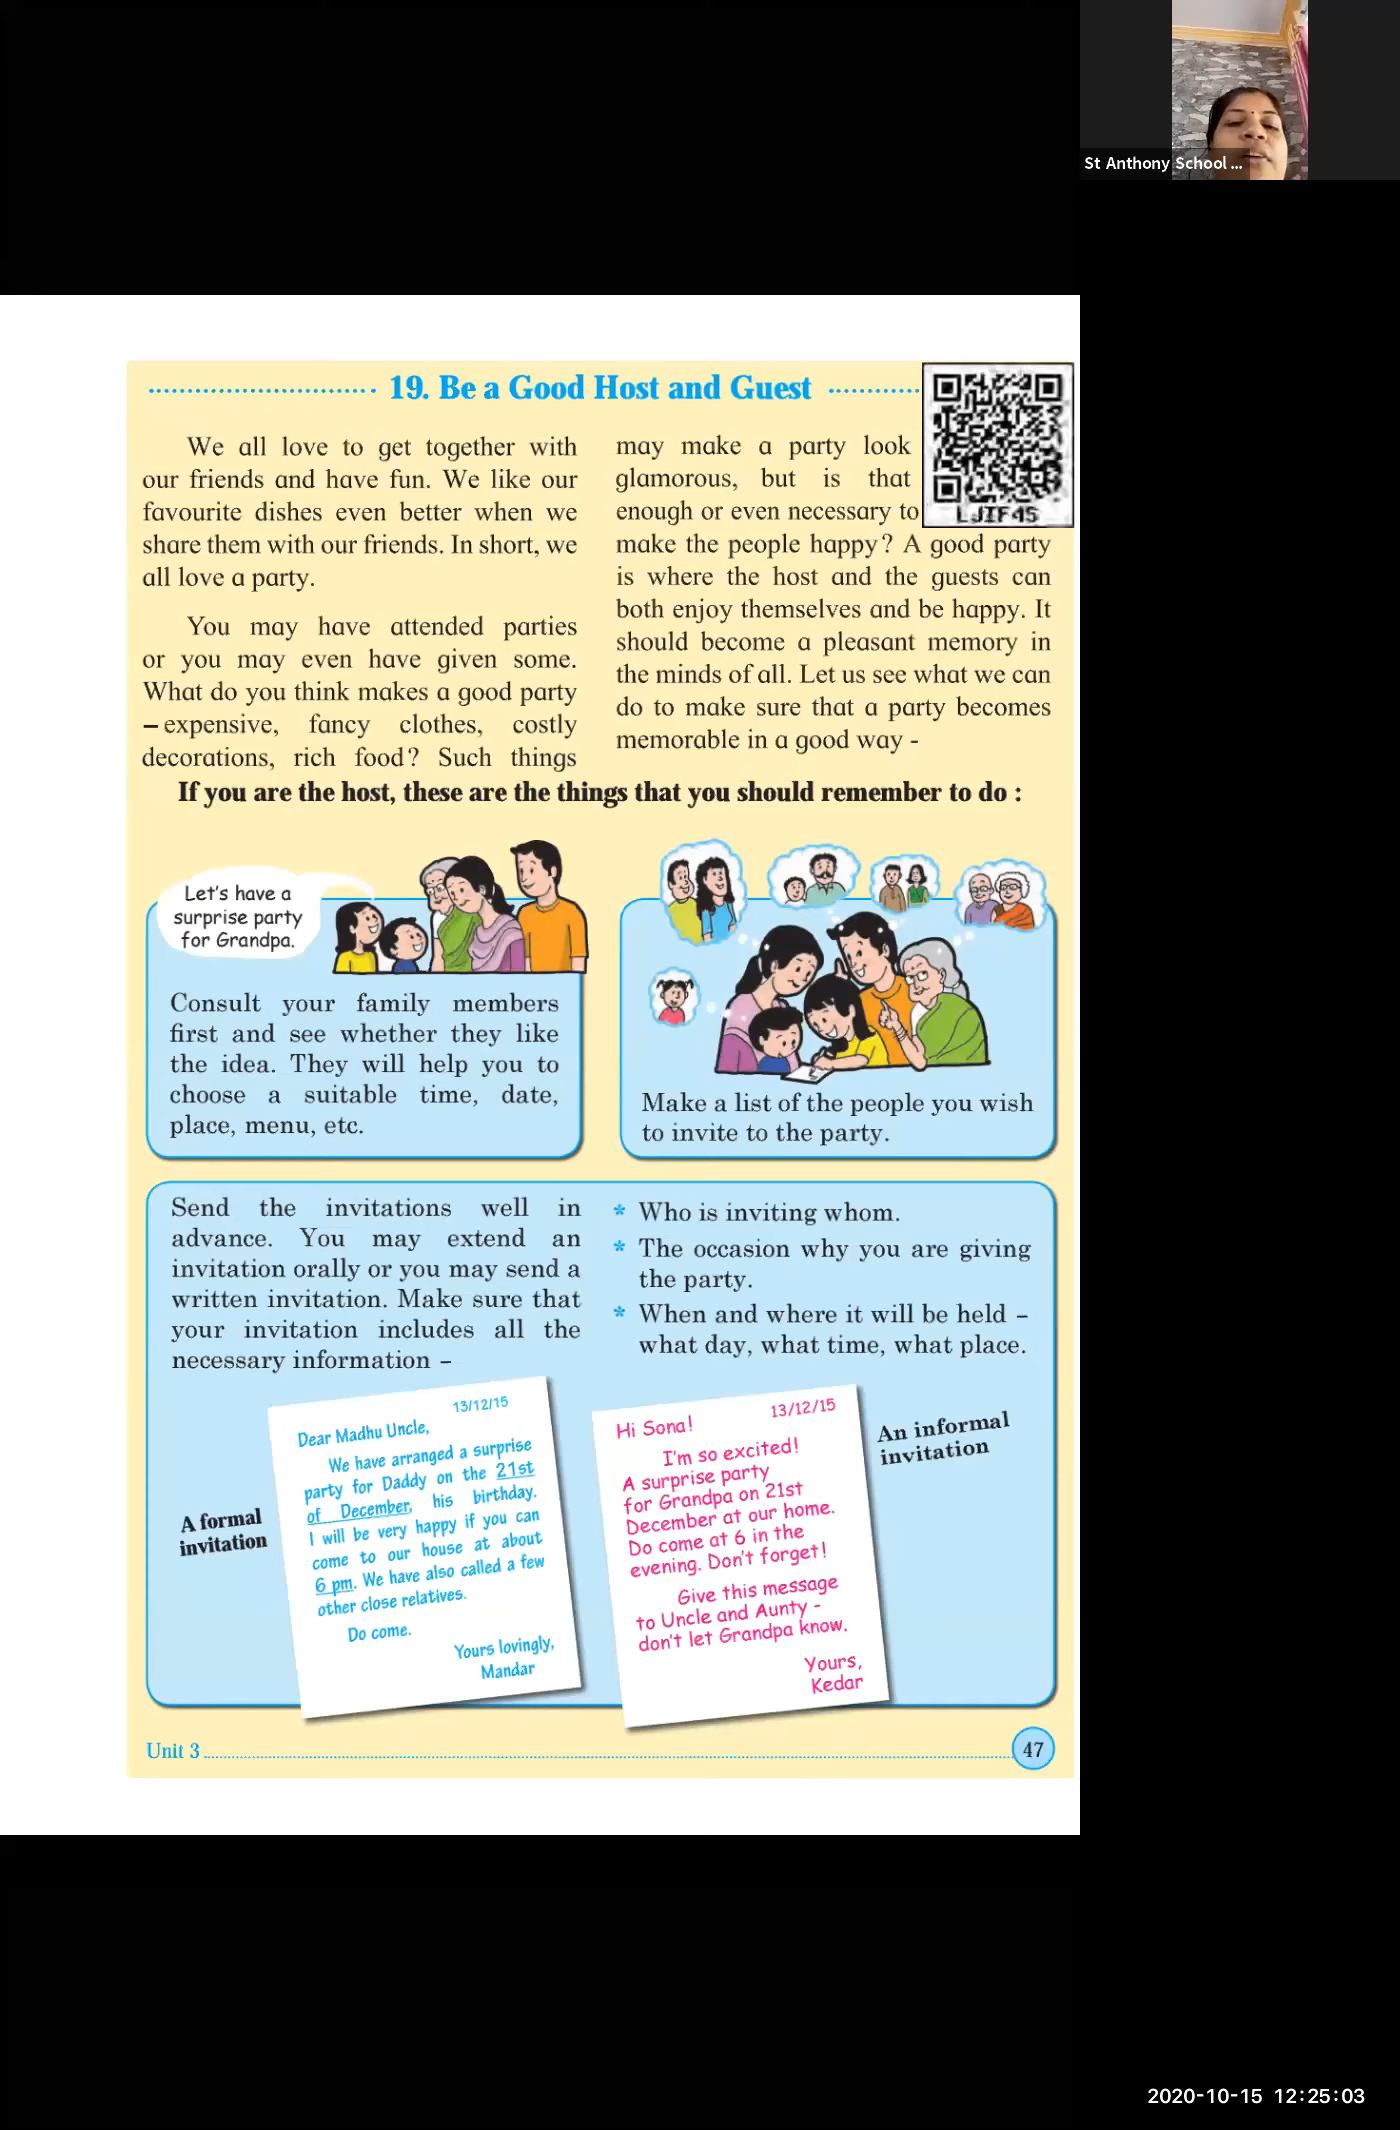 St Anthony School ...
19. Be a Good Host and Guest
We all love to get together with
our friends and have fun. We like our
favourite dishes even better when we
share them with our friends. In short, we
all love a party.
You may have attended parties
or you may even have given some.
What do you think makes a good party
– expensive, fancy clothes, costly
decorations, rich food? Such things
may make a party look
glamorous, but is that
enough or even necessary to
make the people happy? A good party
is where the host and the guests can
both enjoy themselves and be happy. It
should become a pleasant memory in
the minds of all. Let us see what we can
do to make sure that a party becomes
memorable in a good way -
LJIF45
If you are the host, these are the things that you should remember to do :
Let's have a
surprise party
for Grandpa.
Consult your family members
first and see whether they like
the idea. They will help you to
choose a suitable time, date,
place, menu, etc.
Make a list of the people you wish
to invite to the party.
Send the invitations well in
advance. You may extend an
invitation orally or you may send a
written invitation. Make sure that
your invitation includes all the
necessary information –
* Who is inviting whom.
* The occasion why you are giving
the party.
* When and where it will be held –
what day, what time, what place.
A formal
invitation
13/12/15
Dear Madhu Uncle,
We have arranged a surprise
party for Daddy on the 21st
of December, his birthday.
I will be very happy if you can
come to our house at about
6 pm. We have also called a few
other close relatives.
Do come.
Yours lovingly,
Mandar
13/12/15
Hi Sona!
I'm so excited!
A surprise party
for Grandpa on 21st
December at our home.
Do come at 6 in the
evening. Don't forget!
Give this message
to Uncle and Aunty -
don't let Grandpa know.
Yours,
Kedar
An informal
invitation
Unit 3
47
2020-10-15 12:25:03